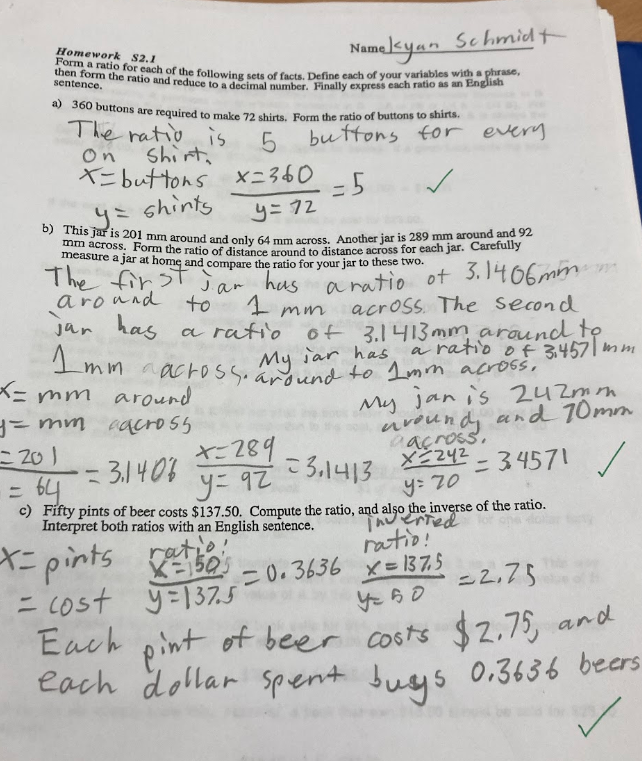 Name Kyan Schmidt
Homework S2.1
Form a ratio for each of the following sets of facts. Define each of your variables with a phrase,
then form the ratio and reduce to a decimal number. Finally express each ratio as an English
sentence.
a) 360 buttons are required to make 72 shirts. Form the ratio of buttons to shirts.
The ratio is 5 buttons for every
on shirt.
x = buttons x = 360 = 5 ✓
y = shirts y = 72
b) This jar is 201 mm around and only 64 mm across. Another jar is 289 mm around and 92
mm across. Form the ratio of distance around to distance across for each jar. Carefully
measure a jar at home and compare the ratio for your jar to these two.
The first jar has a ratio of 3.1406mm
around to 1 mm across. The second
jar has a ratio of 3.1413mm around to
1mm across. My jar has a ratio of 3.4571mm
around to 1mm across.
x = mm around
y = mm across
My jar is 242mm
around, and 70mm
across.
= 201 = 3.1406 x = 289 = 3.1413 x = 242 = 3.4571 ✓
= 64 y = 92 y = 70
c) Fifty pints of beer costs $137.50. Compute the ratio, and also the inverse of the ratio.
Interpret both ratios with an English sentence.
x = pints
= cost
ratio:
x = 50 = 0.3636
y = 137.5
inverted
ratio:
x = 137.5 = 2.75
y = 50
Each pint of beer costs $2.75, and
each dollar spent buys 0.3636 beers
✓